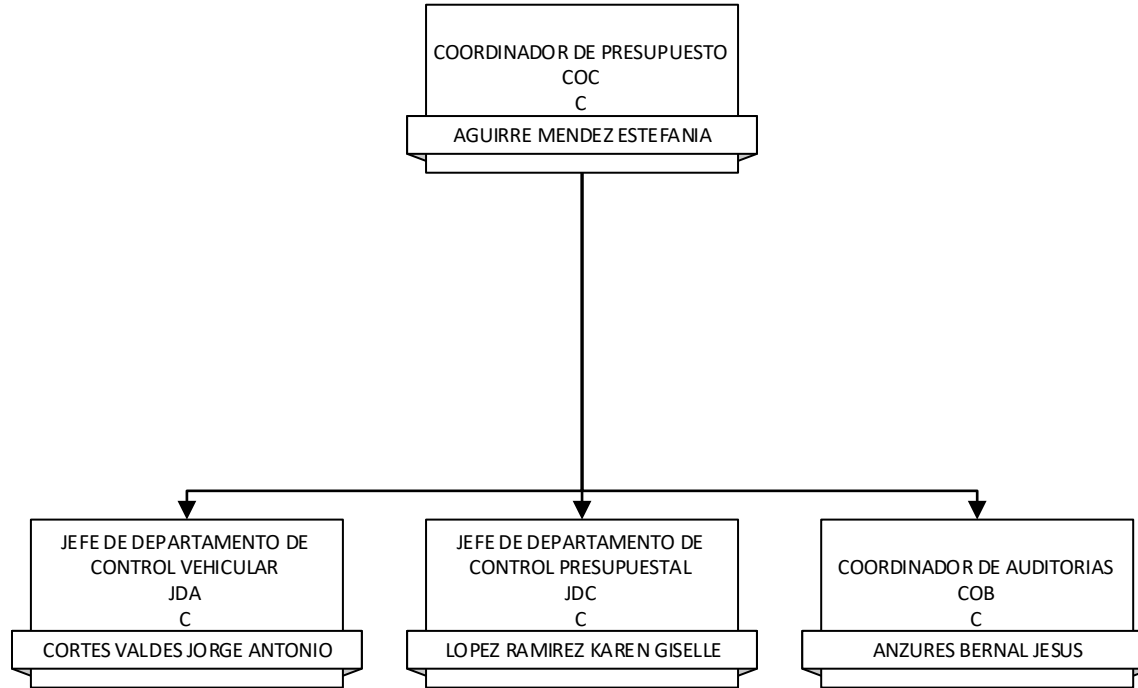 COORDINADOR DE PRESUPUESTO
COC
C
AGUIRRE MENDEZ ESTEFANIA
JEFE DE DEPARTAMENTO DE
CONTROL VEHICULAR
JDA
C
CORTES VALDES JORGE ANTONIO
JEFE DE DEPARTAMENTO DE
CONTROL PRESUPUESTAL
JDC
C
LOPEZ RAMIREZ KAREN GISELLE
COORDINADOR DE AUDITORIAS
COB
C
ANZURES BERNAL JESUS